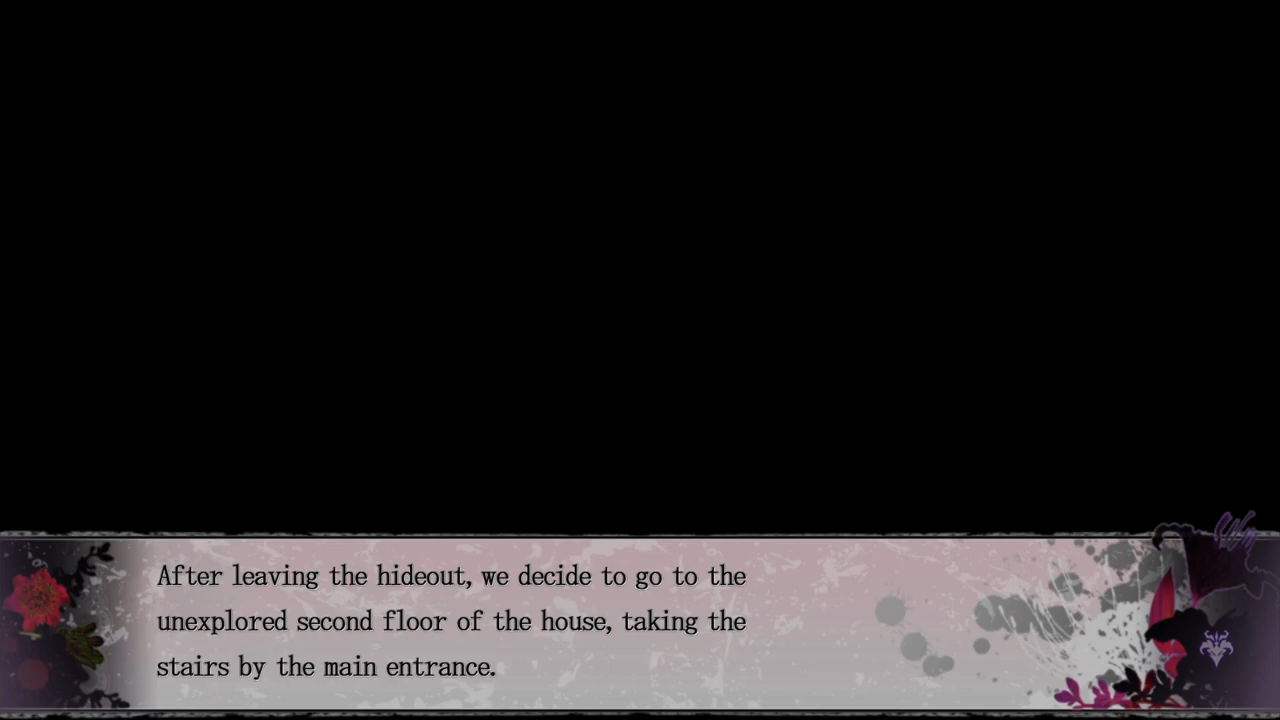 After leaving the hideout, we decide to go to the
unexplored second floor of the house, taking the
stairs by the main entrance.